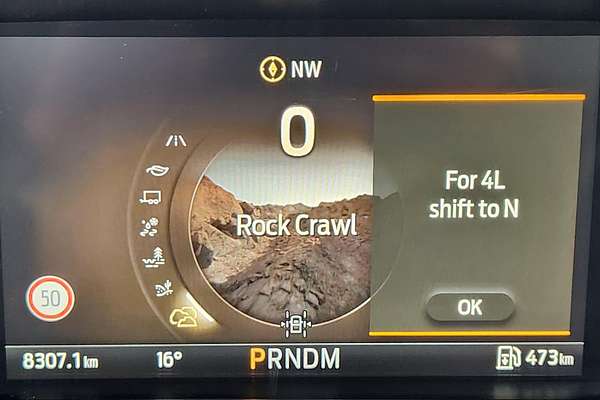 NW
0
Rock Crawl
For 4L
shift to N
OK
50
8307.1 km
16°
PRNDM
473 km